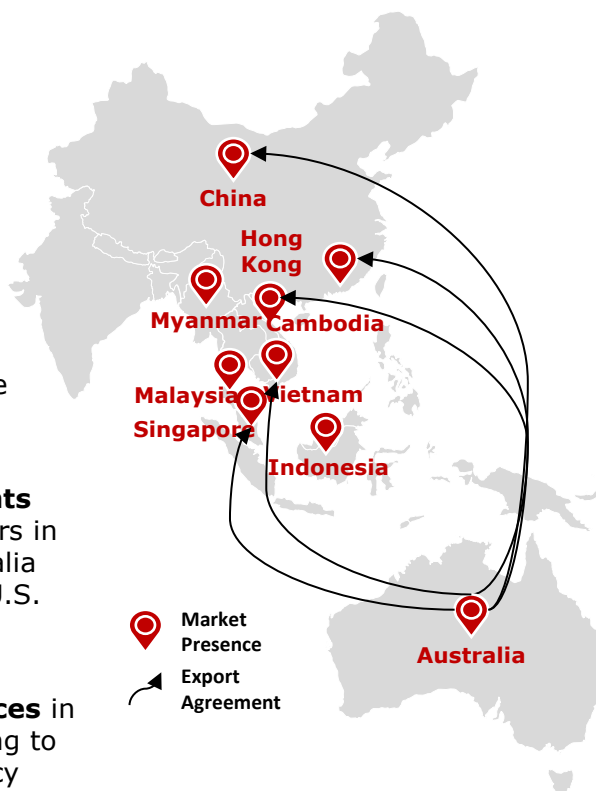 China
Hong
Kong
Myanmar
Cambodia
e
Malaysia
Vietnam
Singapore
Indonesia
ts
rs in
alia
J.S.
Market
Presence
Export
Agreement
Australia
ces in
ng to
cy